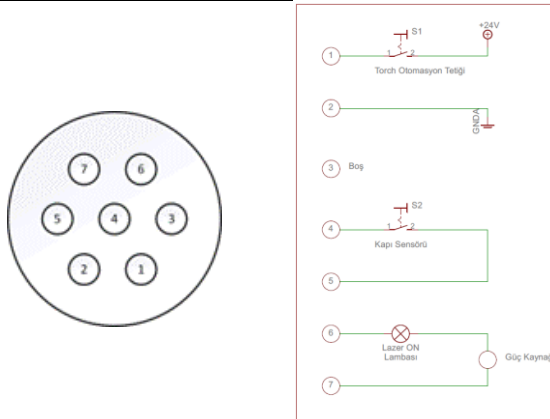 7
6
5
4
3
2
1
S1
+24V
1
1
2
Torch Otomasyon Tetiği
2
GNDA
3
Boş
S2
4
1
2
Kapı Sensörü
5
6
Lazer ON
Lambası
Güç Kaynağ
7